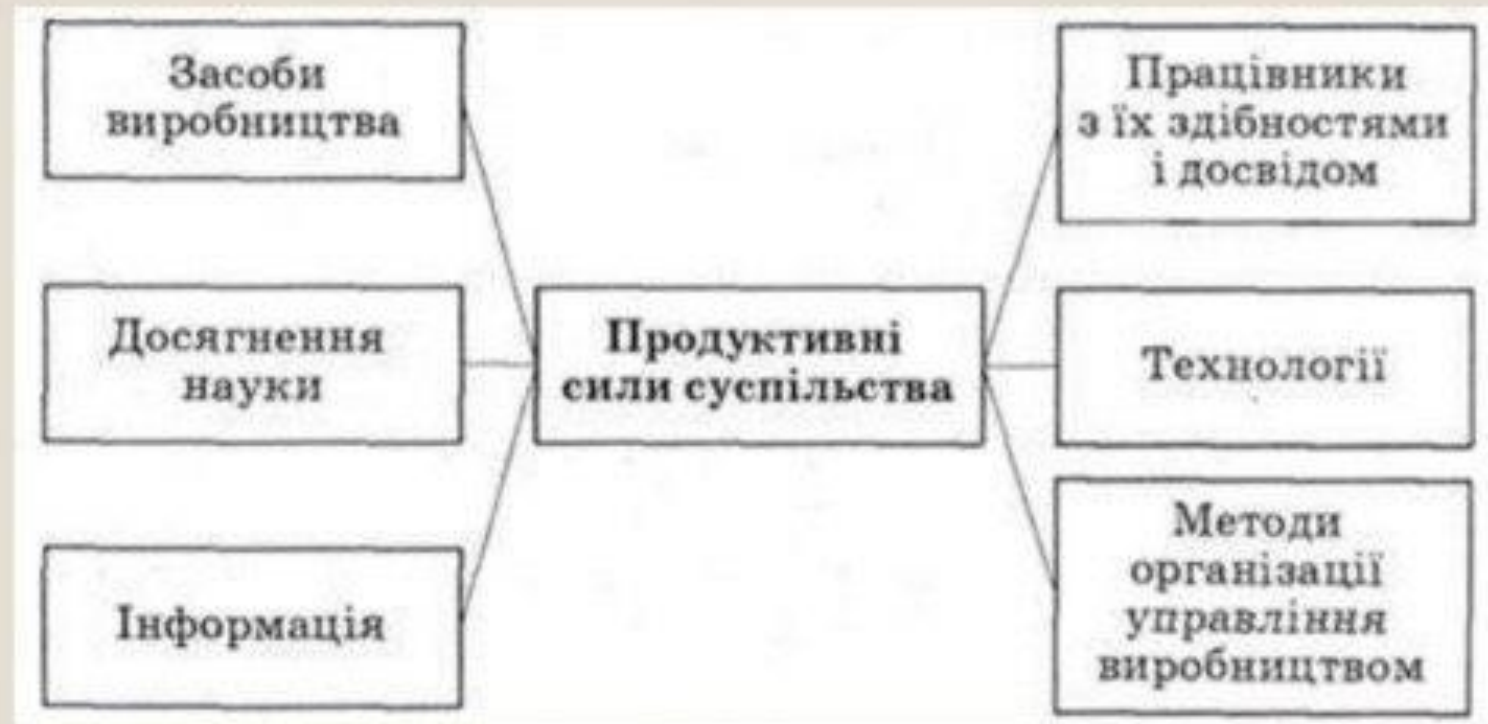 Засоби
виробництва
Досягнення
науки
Інформація
Продуктивні
сили суспільства
Працівники
з їх здібностями
і досвідом
Технології
Методи
організації
управління
виробництвом